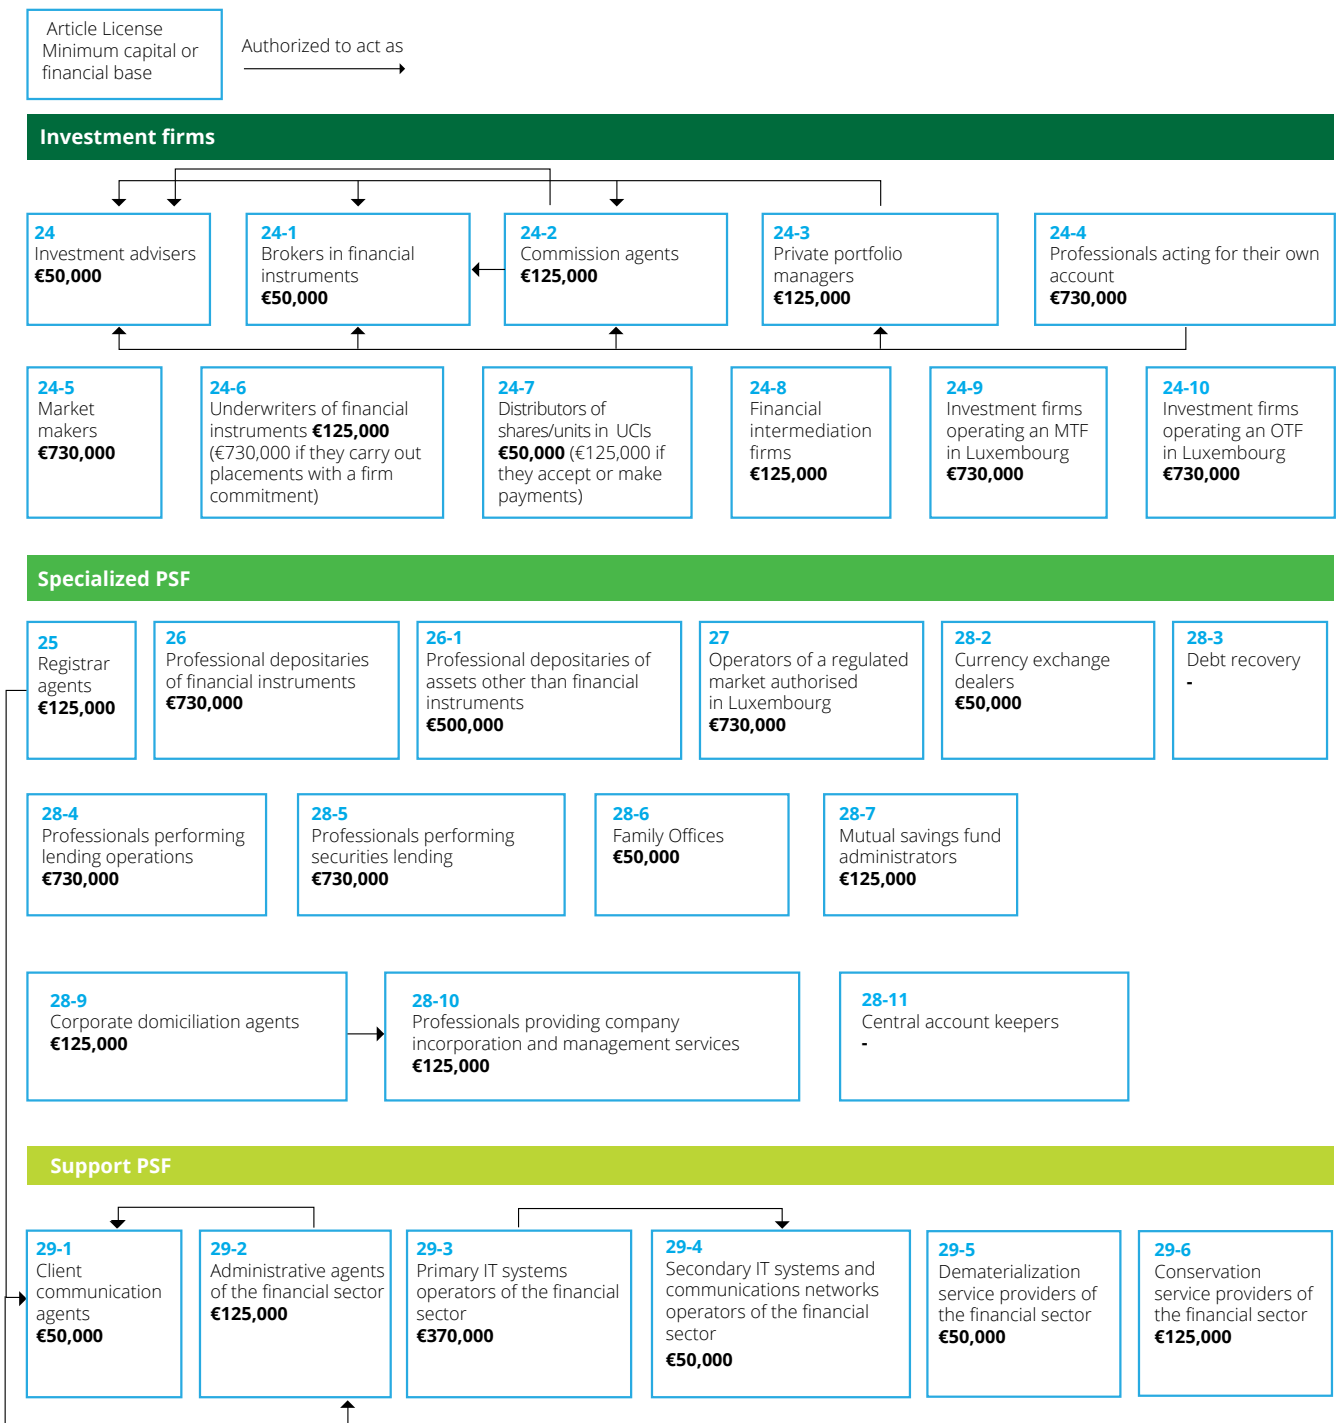 Article License
Minimum capital or
financial base
Authorized to act as
Investment firms
24
Investment advisers
€50,000
24-1
Brokers in financial
instruments
€50,000
24-2
Commission agents
€125,000
24-3
Private portfolio
managers
€125,000
24-4
Professionals acting for their own
account
€730,000
24-5
Market
makers
€730,000
24-6
Underwriters of financial
instruments €125,000
(€730,000 if they carry out
placements with a firm
commitment)
24-7
Distributors of
shares/units in UCIs
€50,000 (€125,000 if
they accept or make
payments)
24-8
Financial
intermediation
firms
€125,000
24-9
Investment firms
operating an MTF
in Luxembourg
€730,000
24-10
Investment firms
operating an OTF
in Luxembourg
€730,000
Specialized PSF
25
Registrar
agents
€125,000
26
Professional depositaries
of financial instruments
€730,000
26-1
Professional depositaries of
assets other than financial
instruments
€500,000
27
Operators of a regulated
market authorised
in Luxembourg
€730,000
28-2
Currency exchange
dealers
€50,000
28-3
Debt recovery
-
28-4
Professionals performing
lending operations
€730,000
28-5
Professionals performing
securities lending
€730,000
28-6
Family Offices
€50,000
28-7
Mutual savings fund
administrators
€125,000
28-9
Corporate domiciliation agents
€125,000
28-10
Professionals providing company
incorporation and management services
€125,000
28-11
Central account keepers
-
Support PSF
29-1
Client
communication
agents
€50,000
29-2
Administrative agents
of the financial sector
€125,000
29-3
Primary IT systems
operators of the financial
sector
€370,000
29-4
Secondary IT systems and
communications networks
operators of the financial
sector
€50,000
29-5
Dematerialization
service providers of
the financial sector
€50,000
29-6
Conservation
service providers of
the financial sector
€125,000